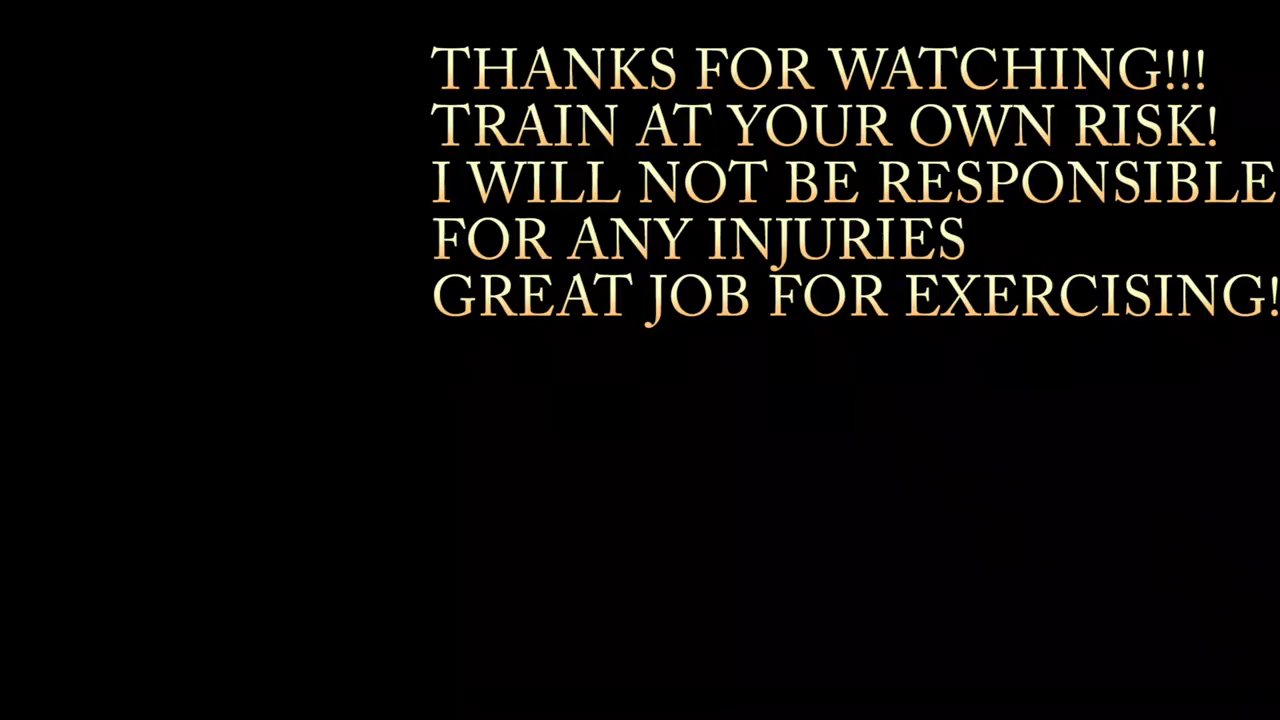 THANKS FOR WATCHING!!!
TRAIN AT YOUR OWN RISK!
I WILL NOT BE RESPONSIBLE
FOR ANY INJURIES
GREAT JOB FOR EXERCISING!